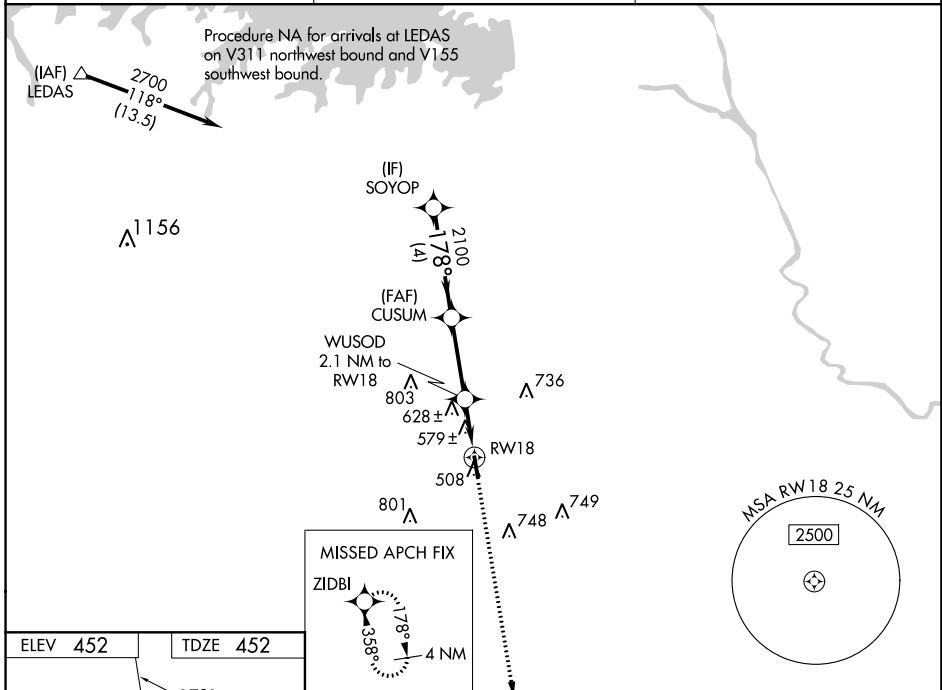 Procedure NA for arrivals at LEDAS
on V311 northwest bound and V155
southwest bound.
(IAF)
LEDAS
2700
118°
(13.5)
1156
(IF)
SOYOP
2100
178°
(4)
(FAF)
CUSUM
WUSOD
2.1 NM to
RW18
803
736
628 ±
579 ±
RW18
508
801
748
749
MSA RW18 25 NM
2500
MISSED APCH FIX
ZIDBI
178°
358°
4 NM
ELEV 452
TDZE 452